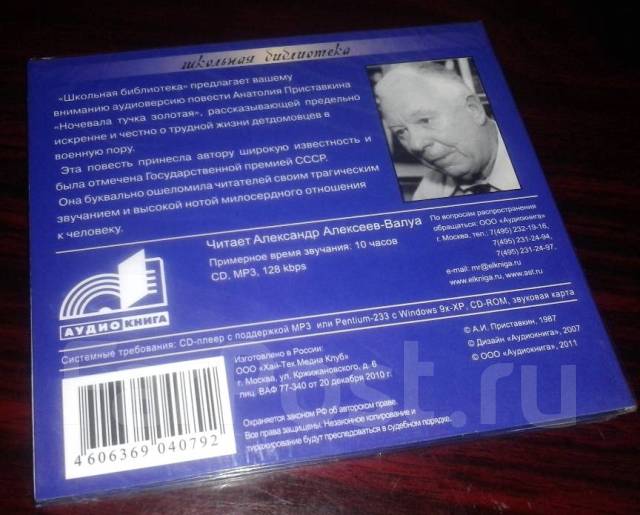 школьная библиотека
«Школьная библиотека» предлагает вашему
вниманию аудиоверсию повести Анатолия Приставкина
«Ночевала тучка золотая», рассказывающей предельно
искренне и честно о трудной жизни детдомовцев в
военную пору.
Эта повесть принесла автору широкую известность и
была отмечена Государственной премией СССР.
Она буквально ошеломила читателей своим трагическим
звучанием и высокой нотой милосердного отношения
к человеку.
Читает Александр Алексеев-Валуа
Примерное время звучания: 10 часов
CD, MP3, 128 kbps
По вопросам распространения
обращаться: ООО «Аудиокнига»
г. Москва, тел.: 7(495) 232-19-16,
7(495) 231-24-94,
7(495) 231-24-97.
e-mail: mr@elkniga.ru
www.elkniga.ru, www.ast.ru
АУДИОКНИГА
Системные требования: CD-плеер с поддержкой MP3 или Pentium-233 с Windows 9x-XP, CD-ROM, звуковая карта
Изготовлено в России:
ООО «Хай-Тек Медиа Клуб»
г. Москва, ул. Кржижановского, д. 6
лиц. ВАФ 77-340 от 20 декабря 2010 г.
© А.И. Приставкин, 1987
© Дизайн «Аудиокнига», 2007
© ООО «Аудиокнига», 2011
Охраняется законом РФ об авторском праве.
Все права защищены. Незаконное копирование и
тиражирование будут преследоваться в судебном порядке.
4 606369 040792